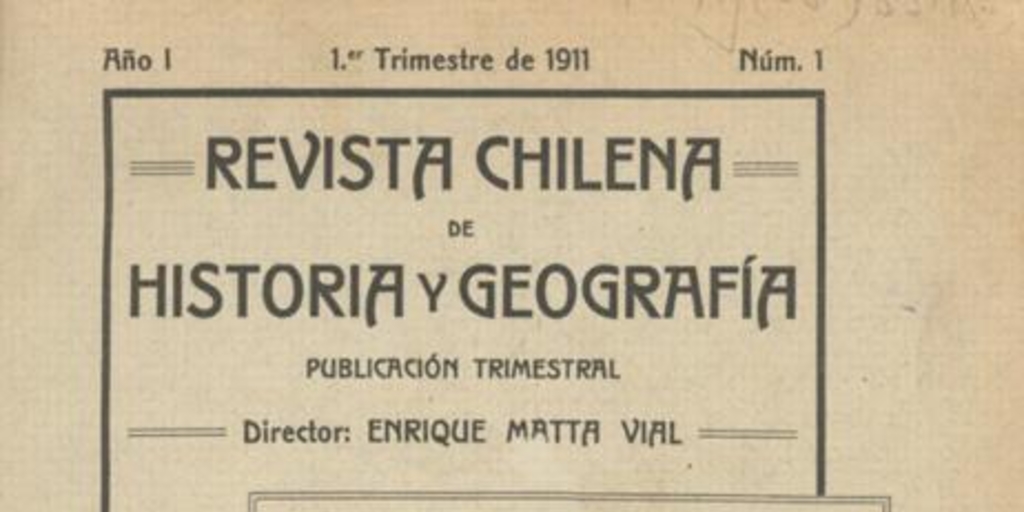 Año I 1.er Trimestre de 1911 Núm. 1
REVISTA CHILENA
DE
HISTORIA Y GEOGRAFÍA
PUBLICACIÓN TRIMESTRAL
Director: ENRIQUE MATTA VIAL